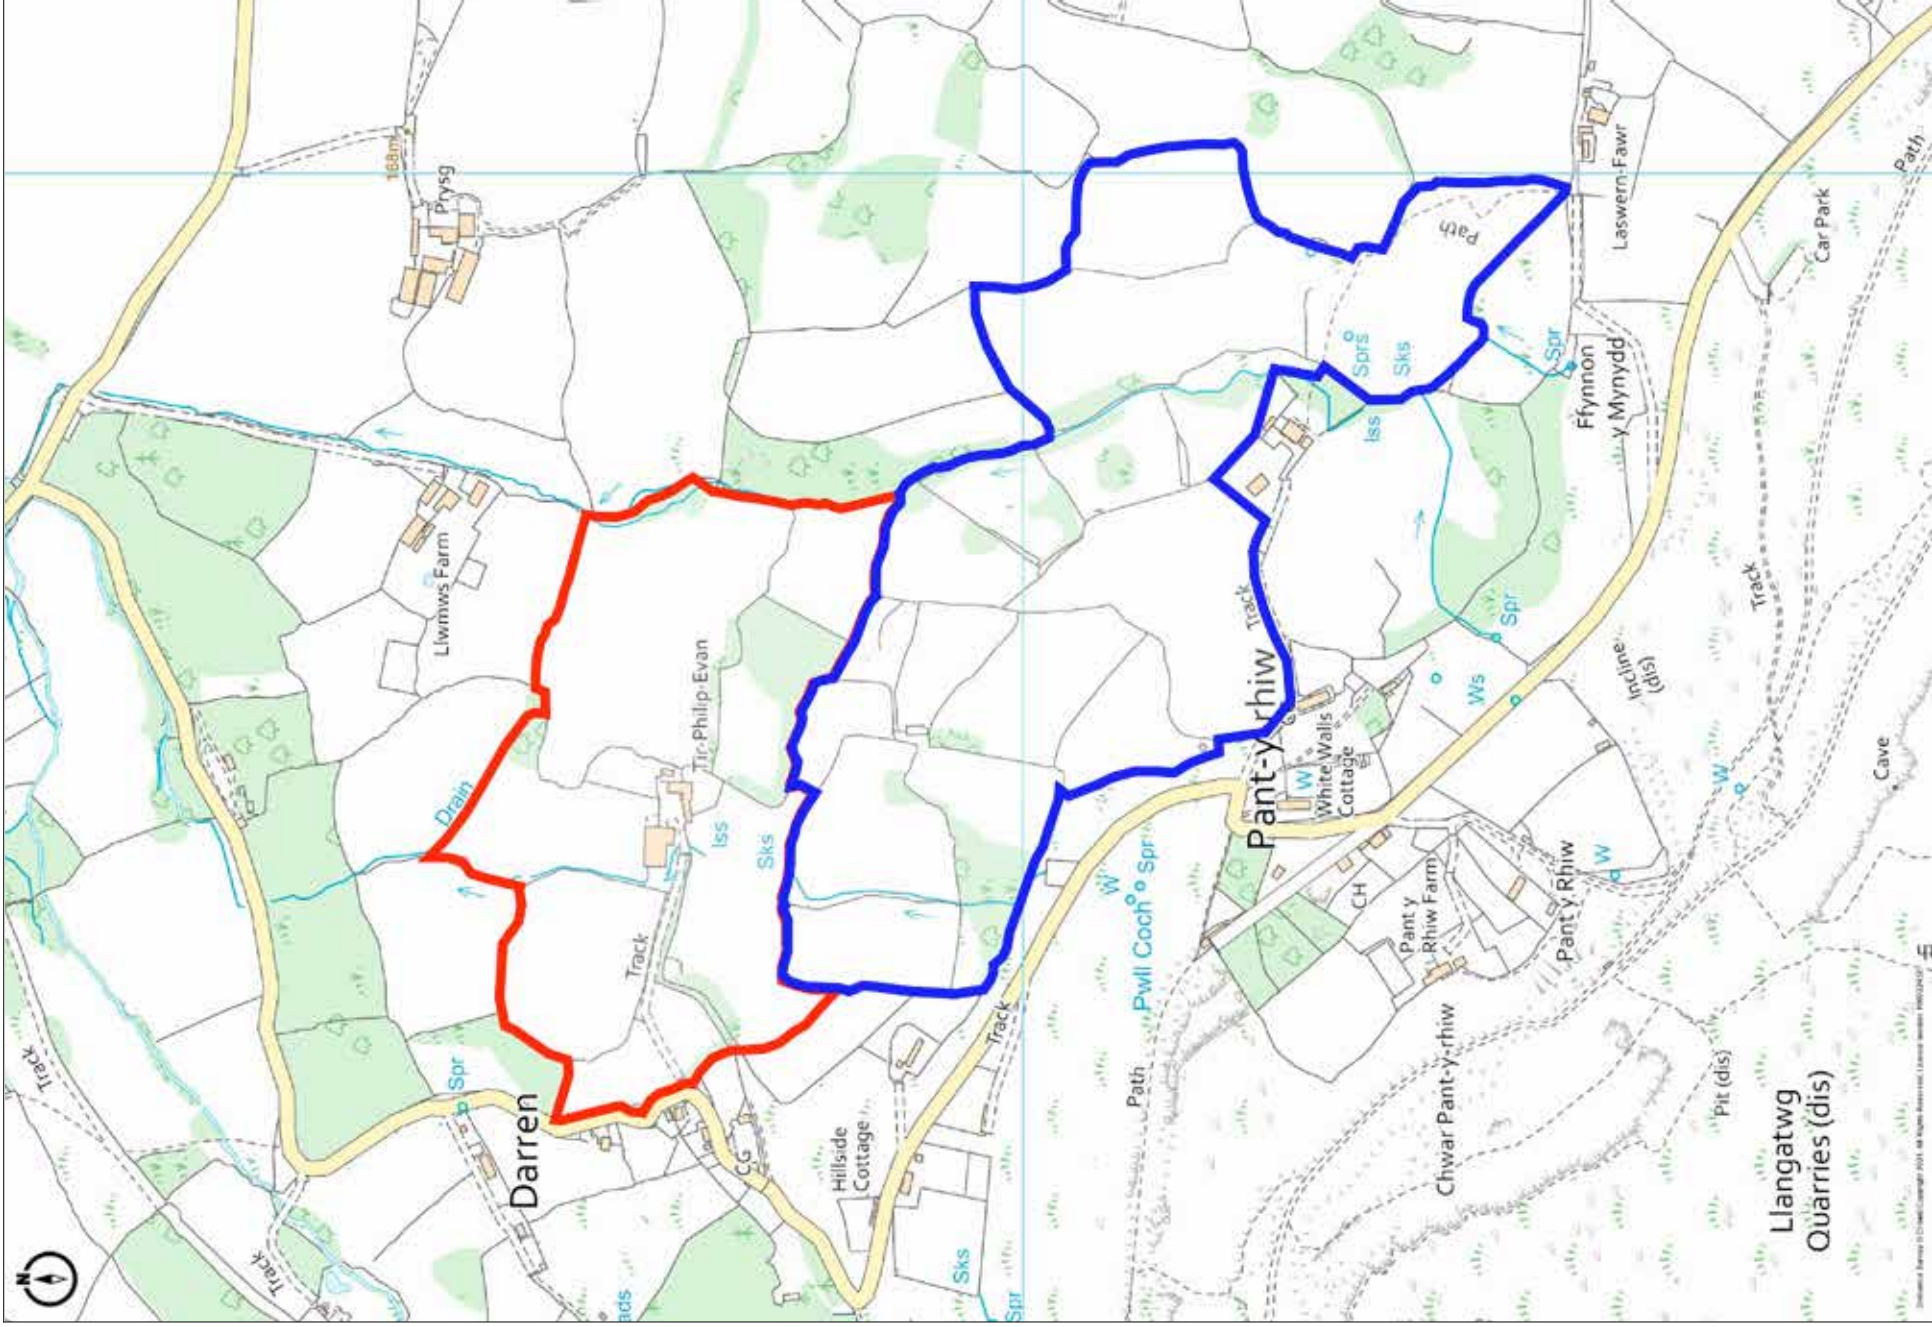 N
Track
Track
168m
Prysg
Llwnws Farm
Drain
Spr
Darren
CG
Tir-Philip-Evan
Iss
Sks
Track
Hillside
Cottage
Sks
Spr
ads
Track
W
Pwll Coch
Spr
Path
Pant-y-rhiw
Track
W
White Walls
Cottage
CH
Pant y
Rhiw Farm
Pant y Rhiw
Chwar Pant-y-rhiw
Pit (dis)
Llangatwg
Quarries (dis)
Path
Sprs
Sks
Iss
Spr
Ffynnon
y Mynydd
Laswern-Fawr
Car Park
Path
Spr
Ws
Incline
(dis)
Track
W
W
Cave